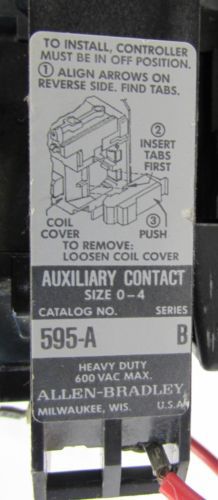 TO INSTALL, CONTROLLER
MUST BE IN OFF POSITION.
① ALIGN ARROWS ON
REVERSE SIDE. FIND TABS.
②
INSERT
TABS
FIRST
COIL
COVER
③
PUSH
TO REMOVE:
LOOSEN COIL COVER
AUXILIARY CONTACT
SIZE 0-4
CATALOG NO. SERIES
595-A B
HEAVY DUTY
600 VAC MAX.
ALLEN-BRADLEY
MILWAUKEE, WIS. U.S.A.